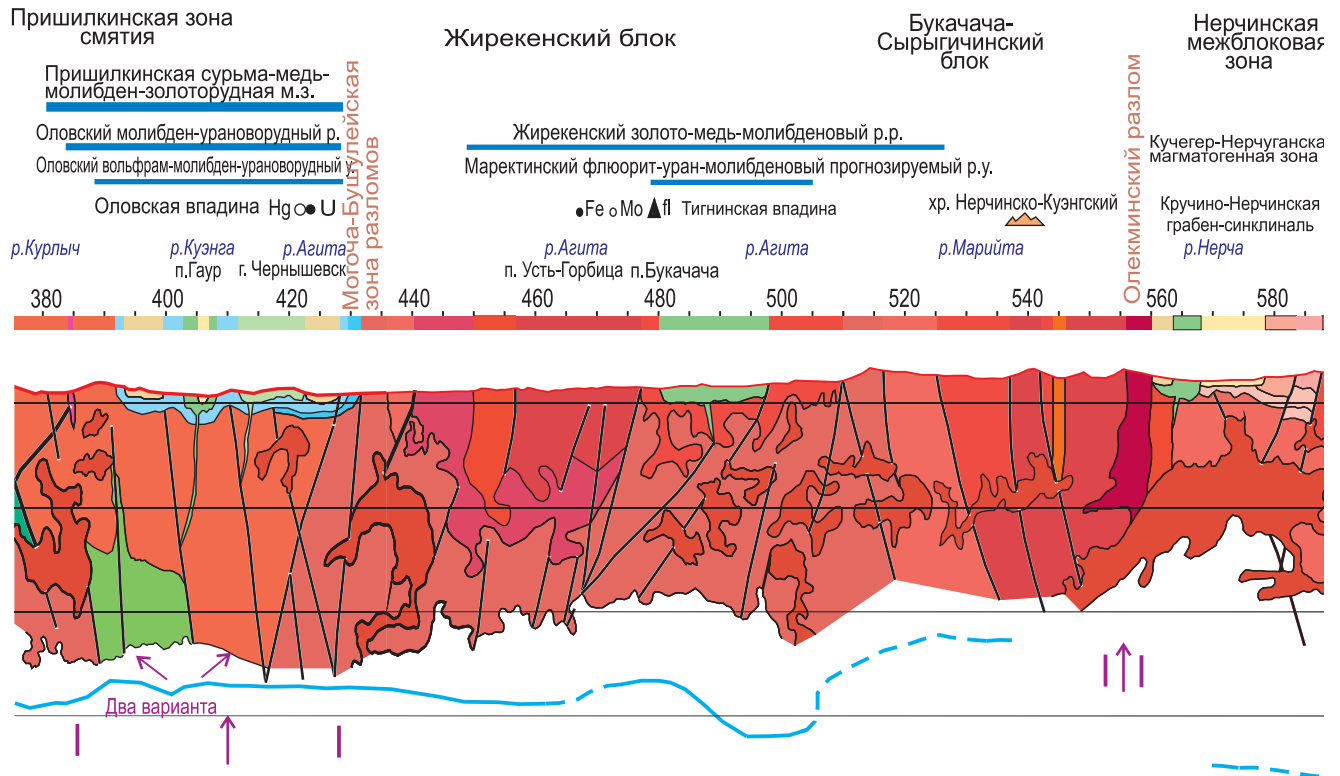 Пришилкинская зона
смятия
Жирекенский блок
Букачача-
Сырыгичинский
блок
Нерчинская
межблоковая
зона
Пришилкинская сурьма-медь-
молибден-золоторудная м.з.
Оловский молибден-урановорудный р.
Оловский вольфрам-молибден-урановорудный у.
Оловская впадина Hg U
Могоча-Бушулейская
зона разломов
Жирекенский золото-медь-молибденовый р.р.
Маректинский флюорит-уран-молибденовый прогнозируемый р.у.
Fe Mo fl Тигнинская впадина
хр. Нерчинско-Куэнгский
Олекминский разлом
Кучегер-Нерчуганска
магматогенная зона
Кручино-Нерчинская
грабен-синклиналь
р.Курлыч р.Куэнга р.Агита р.Агита р.Агита р.Марийта р.Нерча
п.Гаур г. Чернышевск п. Усть-Горбица п.Букачача
380 400 420 440 460 480 500 520 540 560 580
Два варианта